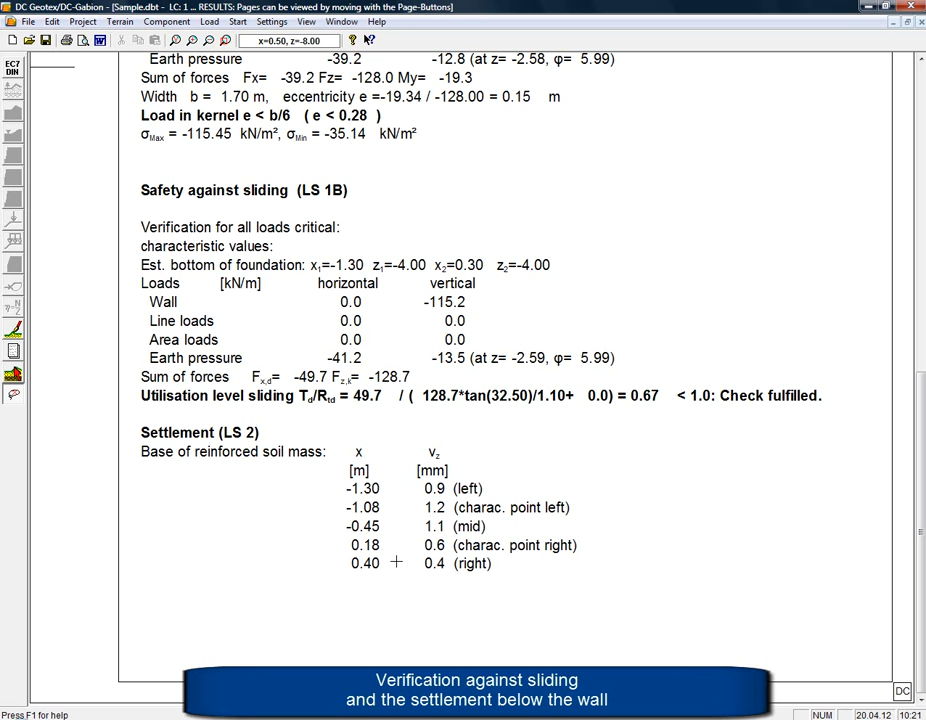 DC Geotex/DC-Gabion - [Sample.dbt - LC: 1 ... RESULTS: Pages can be viewed by moving with the Page-Buttons]
File Edit Project Terrain Component Load Start Settings View Window Help
x=0.50, z=-8.00
EC7
DIN
Earth pressure -39.2 -12.8 (at z= -2.58, φ= 5.99)
Sum of forces Fx= -39.2 Fz= -128.0 My= -19.3
Width b = 1.70 m, eccentricity e =-19.34 / -128.00 = 0.15 m
Load in kernel e < b/6 ( e < 0.28 )
σMax = -115.45 kN/m², σMin = -35.14 kN/m²
Safety against sliding (LS 1B)
Verification for all loads critical:
characteristic values:
Est. bottom of foundation: x1=-1.30 z1=-4.00 x2=0.30 z2=-4.00
Loads [kN/m] horizontal vertical
Wall 0.0 -115.2
Line loads 0.0 0.0
Area loads 0.0 0.0
Earth pressure -41.2 -13.5 (at z= -2.59, φ= 5.99)
Sum of forces Fx,d= -49.7 Fz,k= -128.7
Utilisation level sliding Td/Rtd = 49.7 / ( 128.7*tan(32.50)/1.10+ 0.0) = 0.67 < 1.0: Check fulfilled.
Settlement (LS 2)
Base of reinforced soil mass: x vz
[m] [mm]
-1.30 0.9 (left)
-1.08 1.2 (charac. point left)
-0.45 1.1 (mid)
0.18 0.6 (charac. point right)
0.40 0.4 (right)
Verification against sliding
and the settlement below the wall
DC
Press F1 for help NUM 20.04.12 10:21